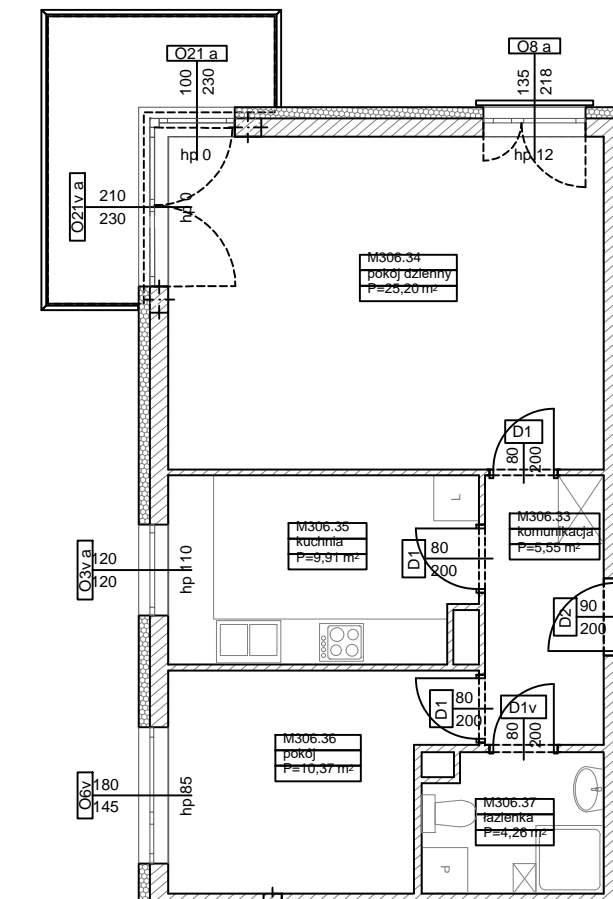 O21 a
100
230
hp 0
O8 a
135
218
hp 12
O21v a
210
230
hp 0
M306.34
pokój dzienny
P=25,20 m²
D1
80
200
M306.35
kuchnia
P=9,91 m²
L
M306.33
komunikacja
P=5,55 m²
O3v a
120
120
hp 110
D1
80
200
D2
90
200
D1
80
200
D1v
80
200
M306.36
pokój
P=10,37 m²
O6v
180
145
hp 85
M306.37
łazienka
P=4,26 m²
P